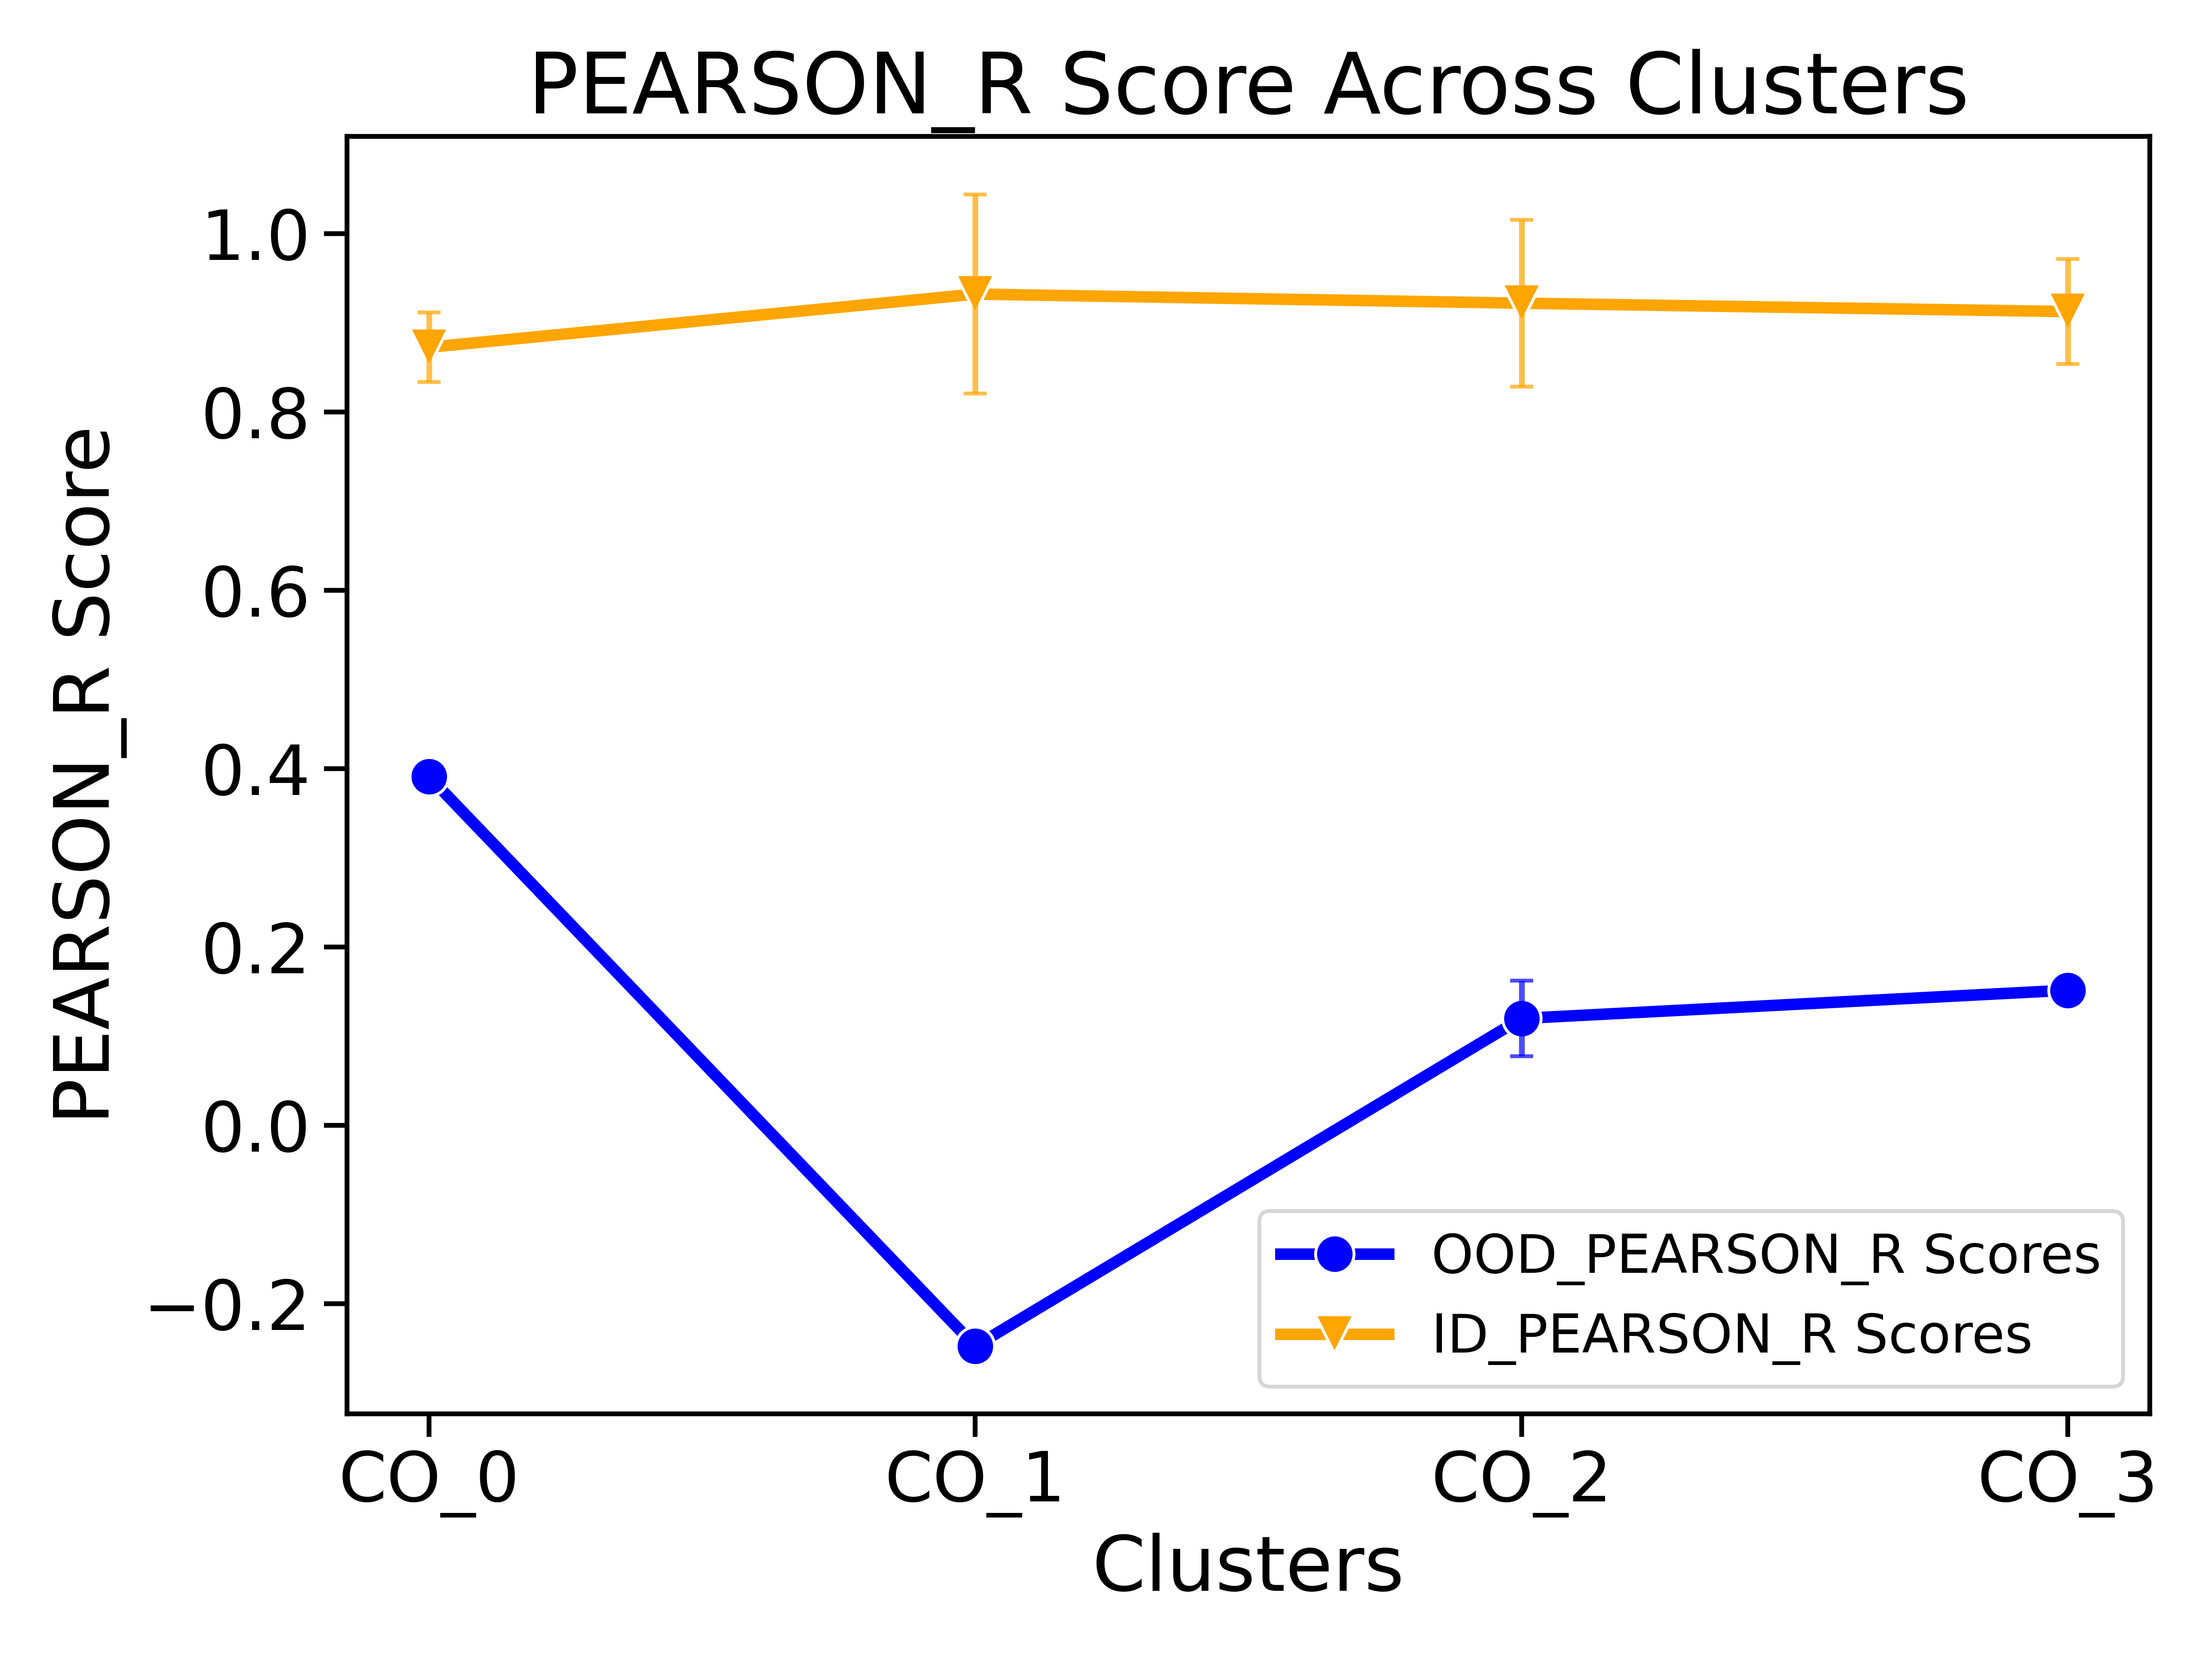 PEARSON_R Score Across Clusters
PEARSON_R Score
1.0
0.8
0.6
0.4
0.2
0.0
−0.2
OOD_PEARSON_R Scores
ID_PEARSON_R Scores
CO_0 CO_1 CO_2 CO_3
Clusters